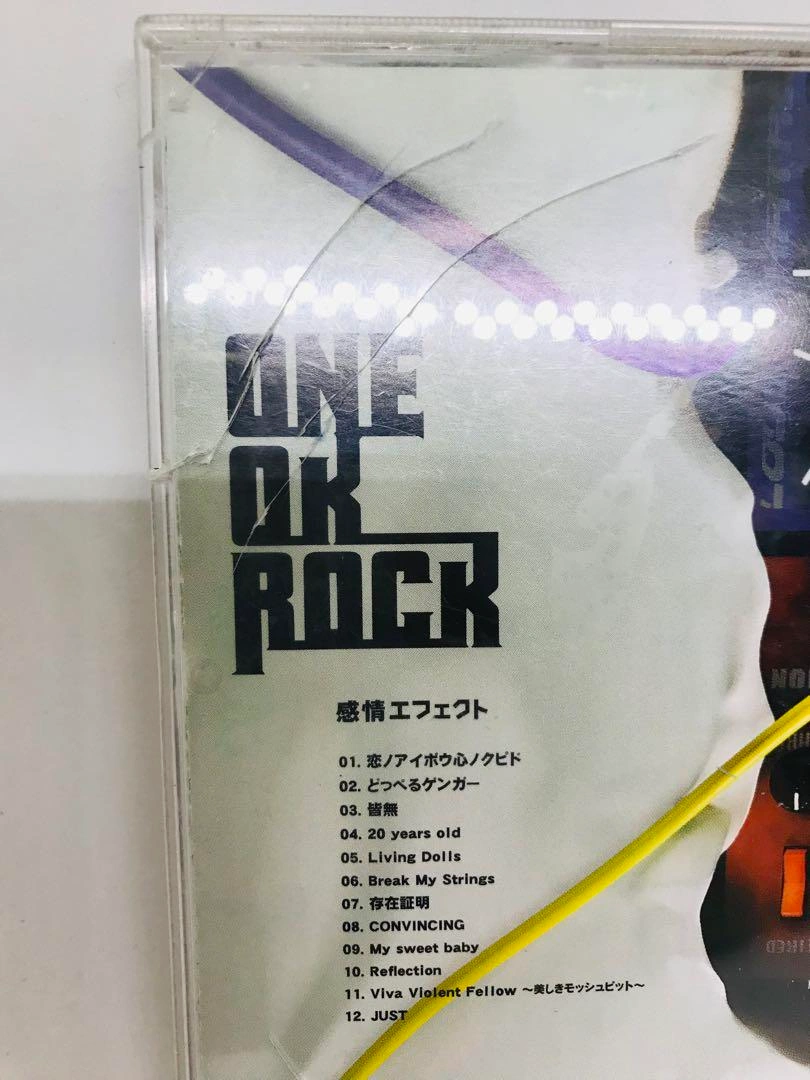 ONE
OK
ROCK
感情エフェクト
01. 恋ノアイボウ心ノクピド
02. どっぺるゲンガー
03. 皆無
04. 20 years old
05. Living Dolls
06. Break My Strings
07. 存在証明
08. CONVINCING
09. My sweet baby
10. Reflection
11. Viva Violent Fellow 〜美しきモッシュピット〜
12. JUST